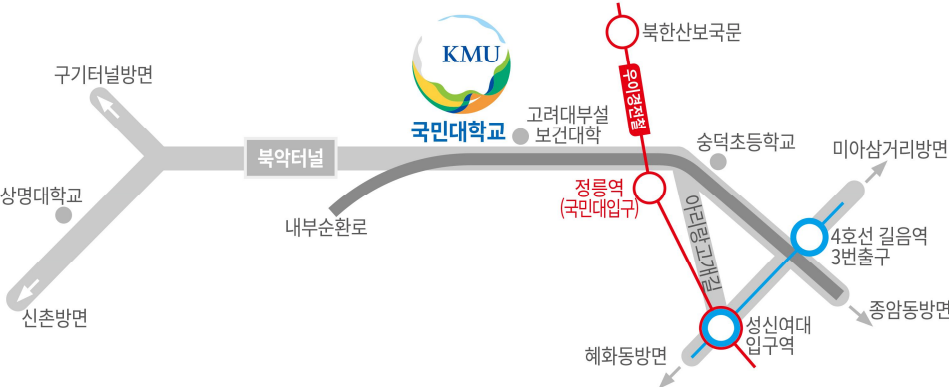 북한산보국문
KMU
구기터널방면
우이경전철
고려대부설
보건대학
국민대학교
숭덕초등학교
미아삼거리방면
북악터널
정릉역
(국민대입구)
상명대학교
아리랑고개길
내부순환로
4호선 길음역
3번출구
신촌방면
종암동방면
성신여대
입구역
혜화동방면